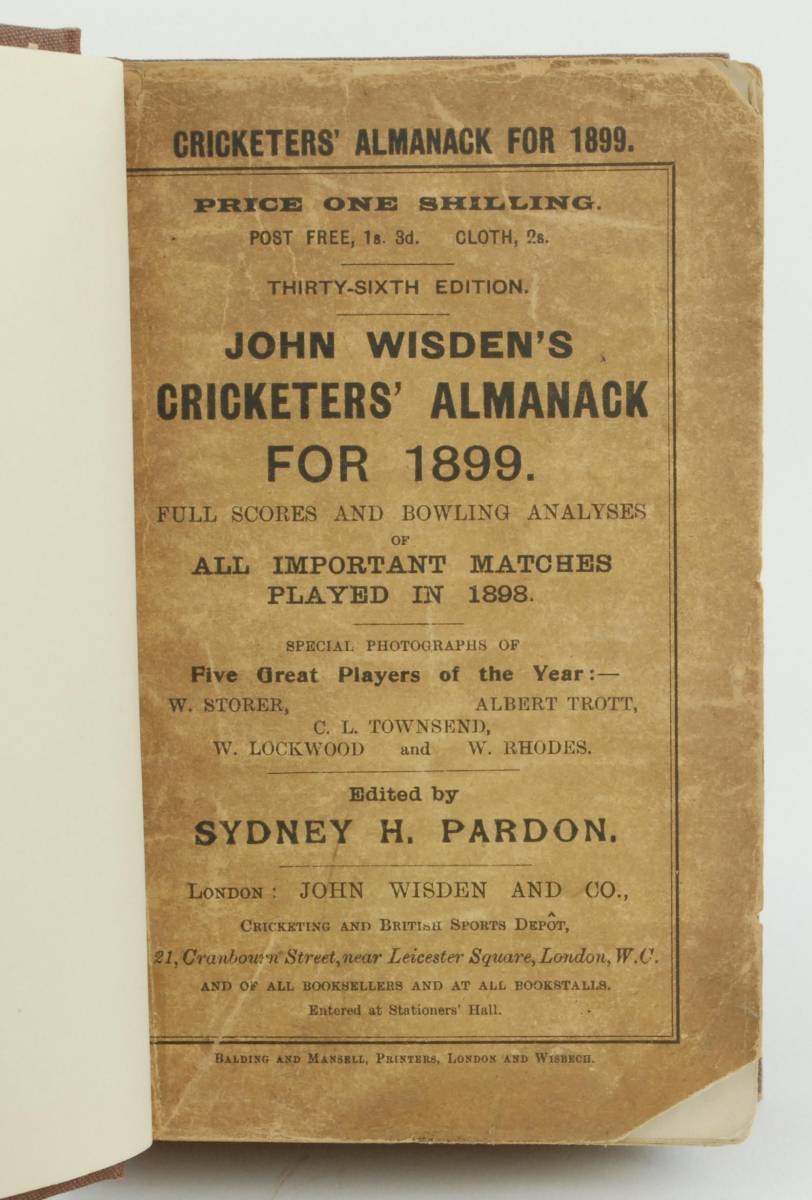 CRICKETERS' ALMANACK FOR 1899.
PRICE ONE SHILLING.
POST FREE, 1s. 3d. CLOTH, 2s.
THIRTY-SIXTH EDITION.
JOHN WISDEN'S
CRICKETERS' ALMANACK
FOR 1899.
FULL SCORES AND BOWLING ANALYSES
OF
ALL IMPORTANT MATCHES
PLAYED IN 1898.
SPECIAL PHOTOGRAPHS OF
Five Great Players of the Year:—
W. STORER, ALBERT TROTT,
C. L. TOWNSEND,
W. LOCKWOOD and W. RHODES.
Edited by
SYDNEY H. PARDON.
LONDON: JOHN WISDEN AND CO.,
CRICKETING AND BRITISH SPORTS DEPÔT,
21, Cranbourn Street, near Leicester Square, London, W.C.
AND OF ALL BOOKSELLERS AND AT ALL BOOKSTALLS.
Entered at Stationers' Hall.
BALDING AND MANSELL, PRINTERS, LONDON AND WISBECH.